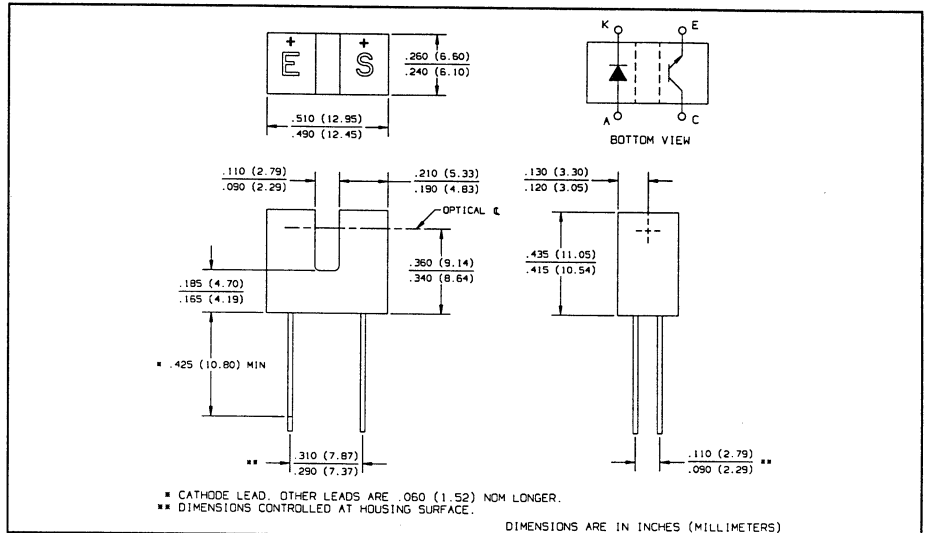 + +
E S
.260 (6.60)
.240 (6.10)
.510 (12.95)
.490 (12.45)
K E
A C
BOTTOM VIEW
.110 (2.79)
.090 (2.29)
.210 (5.33)
.190 (4.83)
OPTICAL ℄
.360 (9.14)
.340 (8.64)
.185 (4.70)
.165 (4.19)
* .425 (10.80) MIN
** .310 (7.87)
.290 (7.37)
.130 (3.30)
.120 (3.05)
.435 (11.05)
.415 (10.54)
.110 (2.79) **
.090 (2.29)
* CATHODE LEAD. OTHER LEADS ARE .060 (1.52) NOM LONGER.
** DIMENSIONS CONTROLLED AT HOUSING SURFACE.
DIMENSIONS ARE IN INCHES (MILLIMETERS)